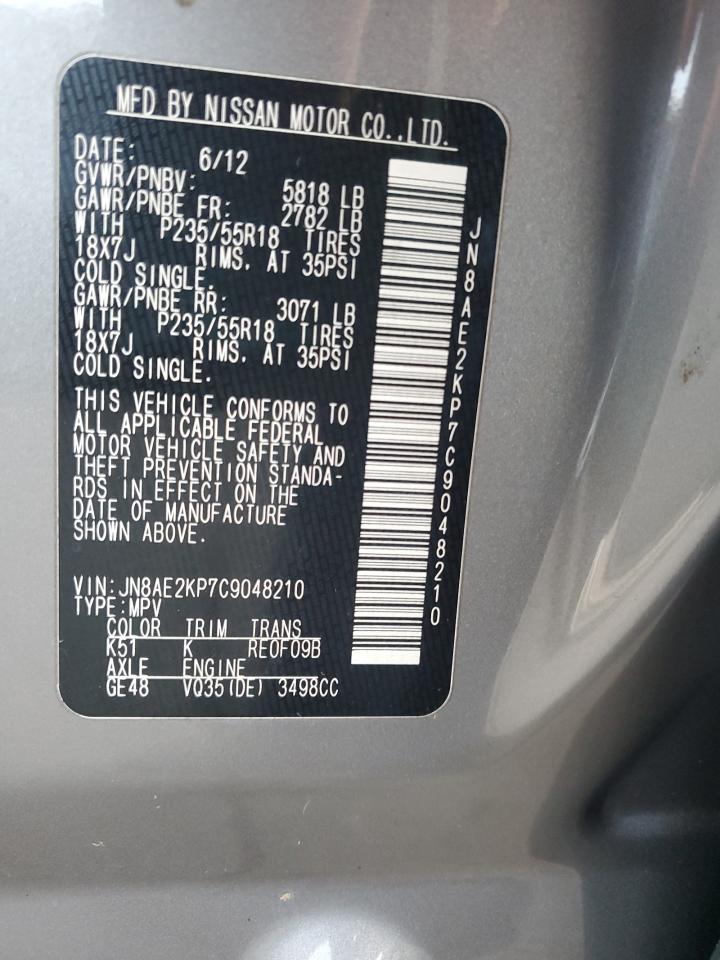 MFD BY NISSAN MOTOR CO.,LTD.
DATE: 6/12
GVWR/PNBV: 5818 LB
GAWR/PNBE FR: 2782 LB
WITH P235/55R18 TIRES
18X7J RIMS, AT 35PSI
COLD SINGLE.
GAWR/PNBE RR: 3071 LB
WITH P235/55R18 TIRES
18X7J RIMS, AT 35PSI
COLD SINGLE.
THIS VEHICLE CONFORMS TO
ALL APPLICABLE FEDERAL
MOTOR VEHICLE SAFETY AND
THEFT PREVENTION STANDA-
RDS IN EFFECT ON THE
DATE OF MANUFACTURE
SHOWN ABOVE.
VIN:JN8AE2KP7C9048210
TYPE:MPV
COLOR TRIM TRANS
K51 K RE0F09B
AXLE ENGINE
GE48 VQ35(DE) 3498CC
JN8AE2KP7C9048210